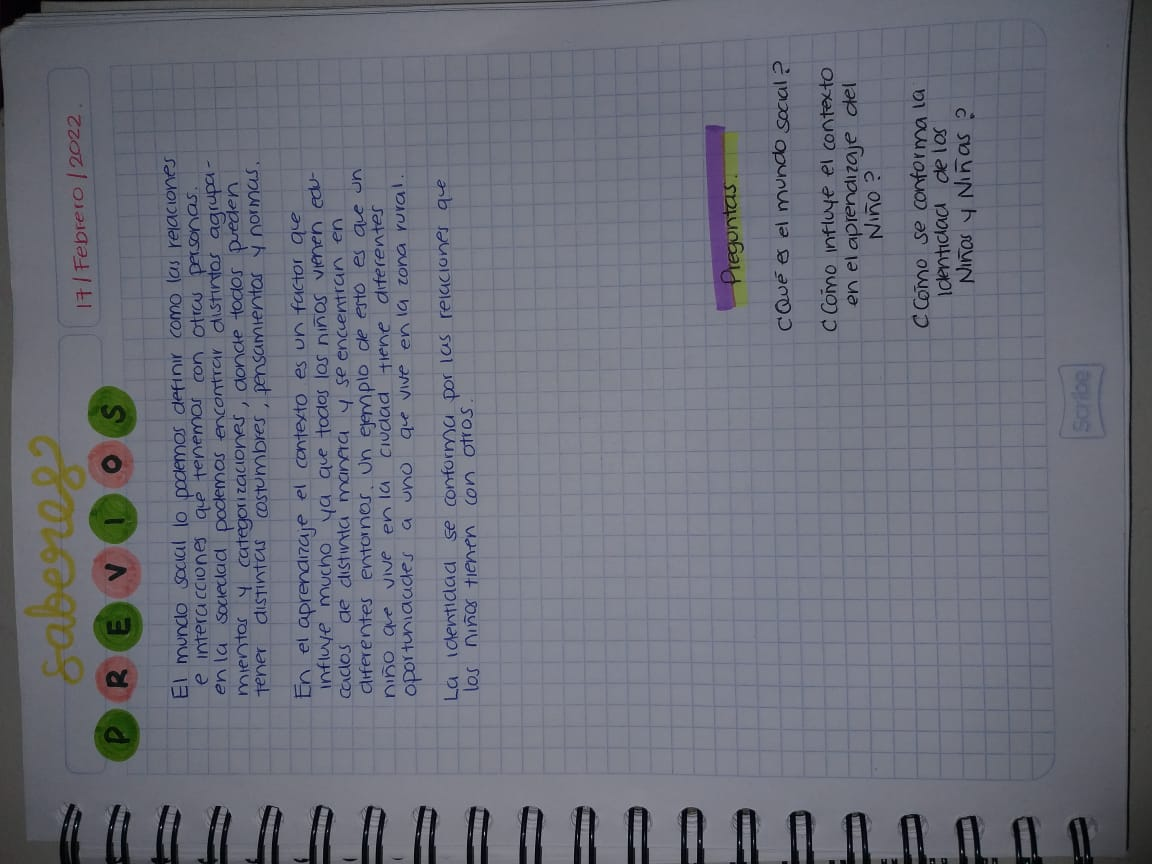 saberes
PREVIOS
17/Febrero/2022.
El mundo social lo podemos definir como las relaciones
e interacciones que tenemos con otras personas.
en la sociedad podemos encontrar distintas agrupa-
mientos y categorizaciones, donde todos pueden
tener distintas costumbres, pensamientos y normas.
En el aprendizaje el contexto es un factor que
influye mucho ya que todos los niños vienen edu-
cados de distinta manera y se encuentran en
diferentes entornos. Un ejemplo de esto es que un
niño que vive en la ciudad tiene diferentes
oportunidades a uno que vive en la zona rural.
La identidad se conforma por las relaciones que
los niños tienen con otros.
Preguntas.
¿Qué es el mundo social?
¿Cómo influye el contexto
en el aprendizaje del
Niño?
¿Cómo se conforma la
identidad de los
Niños y Niñas?
Scribe